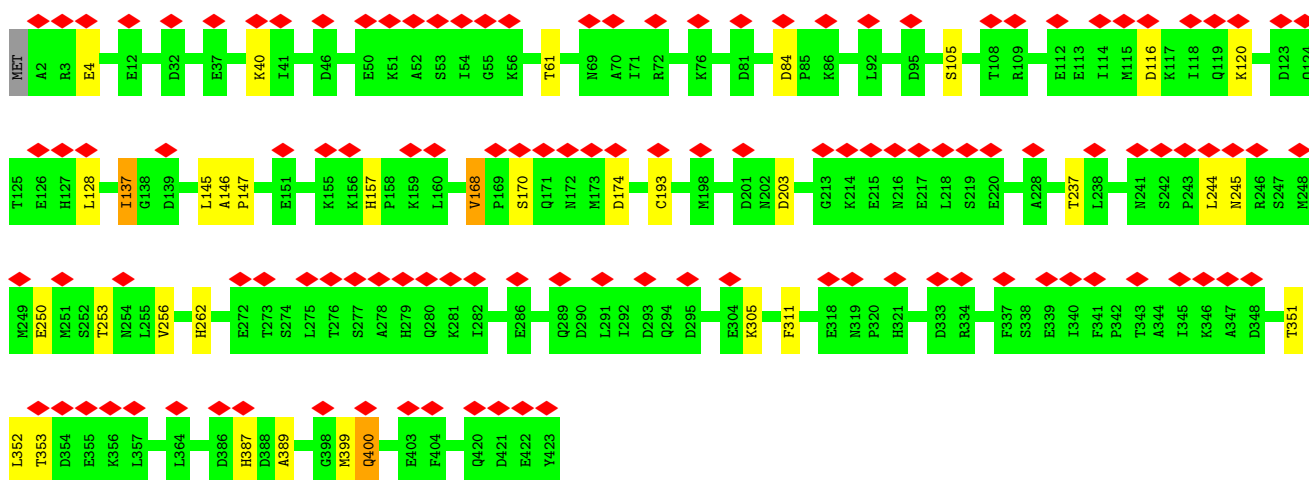 MET A2 R3 E4 E12 D32 E37 K40 I41 D46 E50 K51 A52 S53 I54 G55 K56 T61 N69 A70 I71 R72 K76 D81 D84 P85 K86 L92 D95 S105 T108 R109 E112 E113 I114 M115 D116 K117 I118 Q119 K120 D123 Q124
T125 E126 H127 L128 I137 G138 D139 L145 A146 P147 E151 K155 K156 H157 P158 K159 L160 V168 P169 S170 Q171 N172 M173 D174 C193 M198 D201 N202 D203 G213 K214 E215 N216 E217 L218 S219 E220 A228 T237 L238 N241 S242 P243 L244 N245 R246 S247 M248
M249 E250 M251 S252 T253 N254 L255 V256 H262 E272 T273 S274 L275 T276 S277 A278 H279 Q280 K281 I282 E286 Q289 D290 L291 I292 D293 Q294 D295 E304 K305 F311 E318 N319 P320 H321 D333 R334 F337 S338 E339 I340 F341 P342 T343 A344 I345 K346 A347 D348 T351
L352 T353 D354 E355 K356 L357 L364 D386 H387 D388 A389 G398 M399 Q400 E403 F404 Q420 D421 E422 Y423